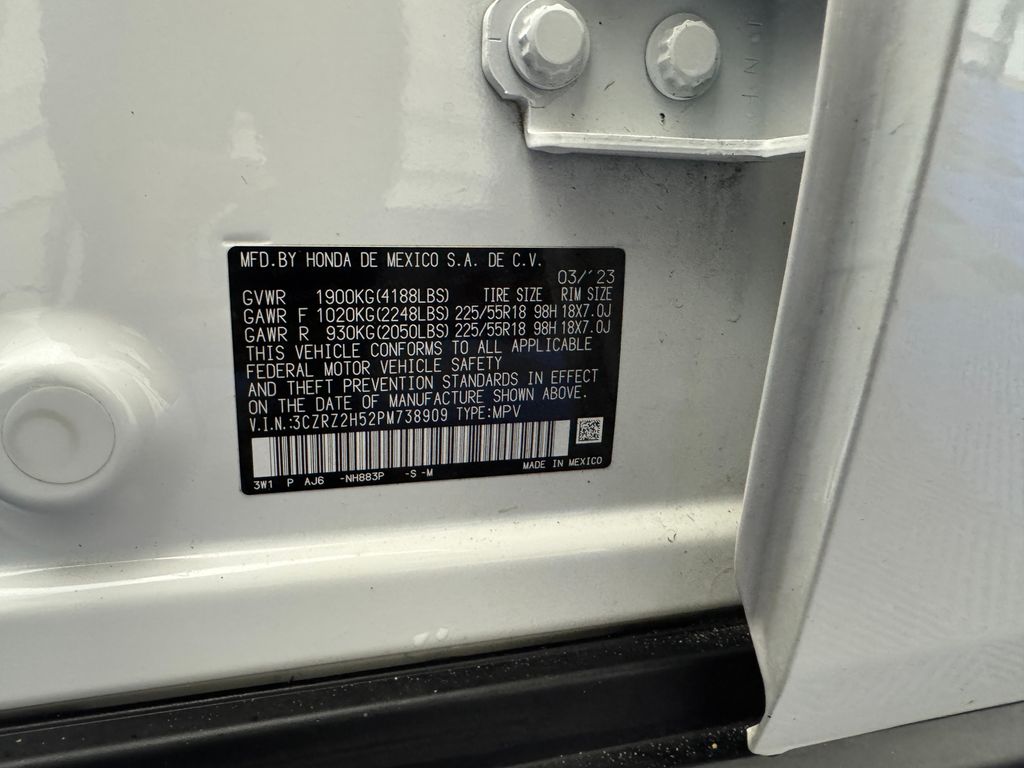 MFD.BY HONDA DE MEXICO S.A. DE C.V.
03/'23
GVWR 1900KG(4188LBS) TIRE SIZE RIM SIZE
GAWR F 1020KG(2248LBS) 225/55R18 98H 18X7.0J
GAWR R 930KG(2050LBS) 225/55R18 98H 18X7.0J
THIS VEHICLE CONFORMS TO ALL APPLICABLE
FEDERAL MOTOR VEHICLE SAFETY
AND THEFT PREVENTION STANDARDS IN EFFECT
ON THE DATE OF MANUFACTURE SHOWN ABOVE.
V.I.N.:3CZRZ2H52PM738909 TYPE:MPV
MADE IN MEXICO
3W1 P AJ6 -NH883P -S -M